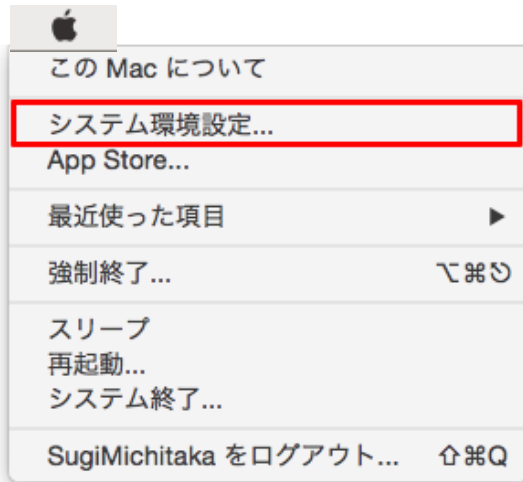 この Mac について
システム環境設定...
App Store...
最近使った項目 ▶
強制終了... ⌥⌘⎋
スリープ
再起動...
システム終了...
SugiMichitaka をログアウト... ⇧⌘Q